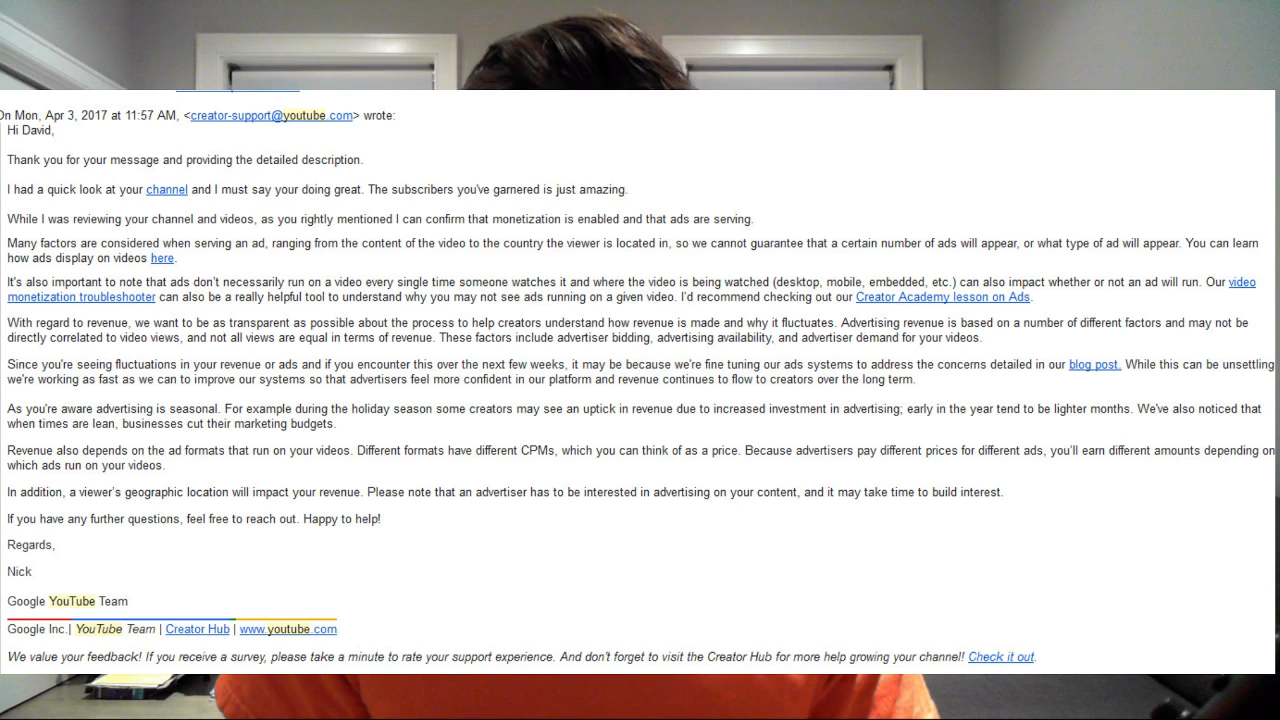 On Mon, Apr 3, 2017 at 11:57 AM, <creator-support@youtube.com> wrote:
Hi David,
Thank you for your message and providing the detailed description.
I had a quick look at your channel and I must say your doing great. The subscribers you've garnered is just amazing.
While I was reviewing your channel and videos, as you rightly mentioned I can confirm that monetization is enabled and that ads are serving.
Many factors are considered when serving an ad, ranging from the content of the video to the country the viewer is located in, so we cannot guarantee that a certain number of ads will appear, or what type of ad will appear. You can learn
how ads display on videos here.
It's also important to note that ads don't necessarily run on a video every single time someone watches it and where the video is being watched (desktop, mobile, embedded, etc.) can also impact whether or not an ad will run. Our video
monetization troubleshooter can also be a really helpful tool to understand why you may not see ads running on a given video. I'd recommend checking out our Creator Academy lesson on Ads.
With regard to revenue, we want to be as transparent as possible about the process to help creators understand how revenue is made and why it fluctuates. Advertising revenue is based on a number of different factors and may not be
directly correlated to video views, and not all views are equal in terms of revenue. These factors include advertiser bidding, advertising availability, and advertiser demand for your videos.
Since you're seeing fluctuations in your revenue or ads and if you encounter this over the next few weeks, it may be because we're fine tuning our ads systems to address the concerns detailed in our blog post. While this can be unsettling
we're working as fast as we can to improve our systems so that advertisers feel more confident in our platform and revenue continues to flow to creators over the long term.
As you're aware advertising is seasonal. For example during the holiday season some creators may see an uptick in revenue due to increased investment in advertising; early in the year tend to be lighter months. We've also noticed that
when times are lean, businesses cut their marketing budgets.
Revenue also depends on the ad formats that run on your videos. Different formats have different CPMs, which you can think of as a price. Because advertisers pay different prices for different ads, you'll earn different amounts depending on
which ads run on your videos.
In addition, a viewer's geographic location will impact your revenue. Please note that an advertiser has to be interested in advertising on your content, and it may take time to build interest.
If you have any further questions, feel free to reach out. Happy to help!
Regards,
Nick
Google YouTube Team
Google Inc.| YouTube Team | Creator Hub | www.youtube.com
We value your feedback! If you receive a survey, please take a minute to rate your support experience. And don't forget to visit the Creator Hub for more help growing your channel! Check it out.